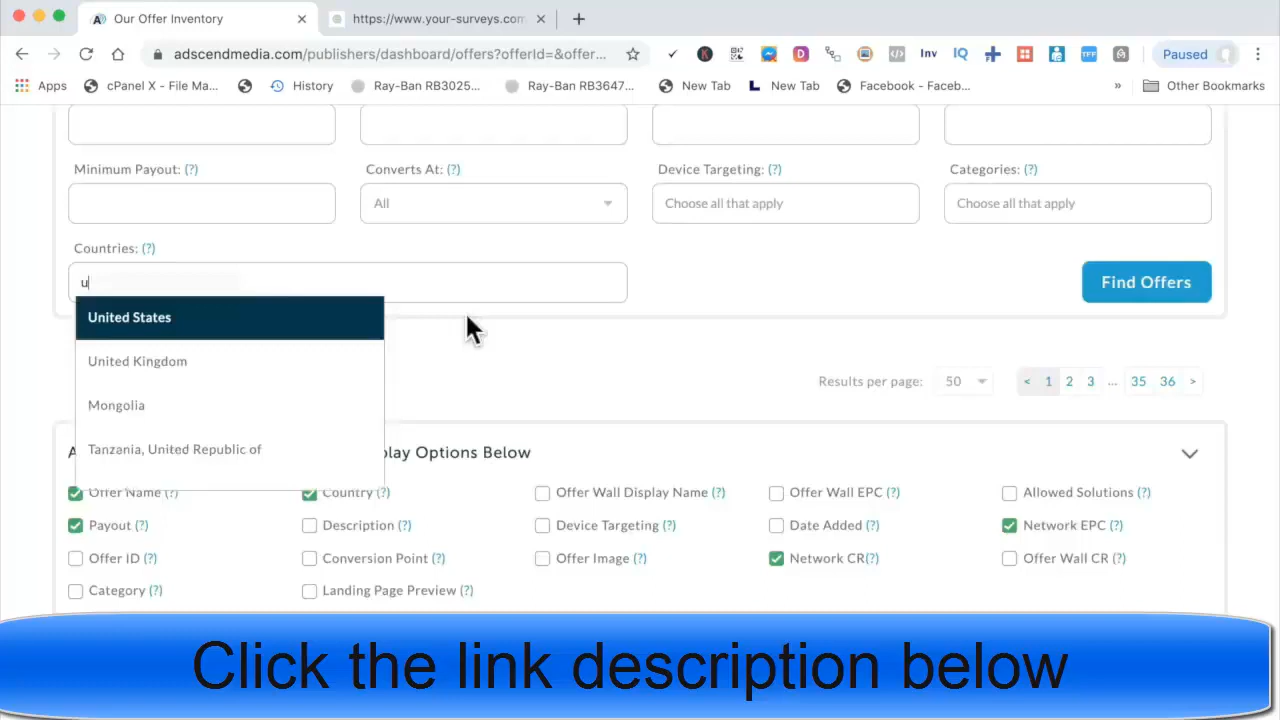 Our Offer Inventory
https://www.your-surveys.com
adscendmedia.com/publishers/dashboard/offers?offerId=&offer...
Inv
IQ
TFF
Paused
Apps
cPanel X - File Ma...
History
Ray-Ban RB3025...
Ray-Ban RB3647...
New Tab
New Tab
Facebook - Faceb...
»
Other Bookmarks
Minimum Payout: (?)
Converts At: (?)
Device Targeting: (?)
Categories: (?)
All
Choose all that apply
Choose all that apply
Countries: (?)
u
Find Offers
United States
United Kingdom
Mongolia
Tanzania, United Republic of
Results per page:
50
< 1 2 3 ... 35 36 >
play Options Below
Offer Name (?)
Country (?)
Offer Wall Display Name (?)
Offer Wall EPC (?)
Allowed Solutions (?)
Payout (?)
Description (?)
Device Targeting (?)
Date Added (?)
Network EPC (?)
Offer ID (?)
Conversion Point (?)
Offer Image (?)
Network CR(?)
Offer Wall CR (?)
Category (?)
Landing Page Preview (?)
Click the link description below